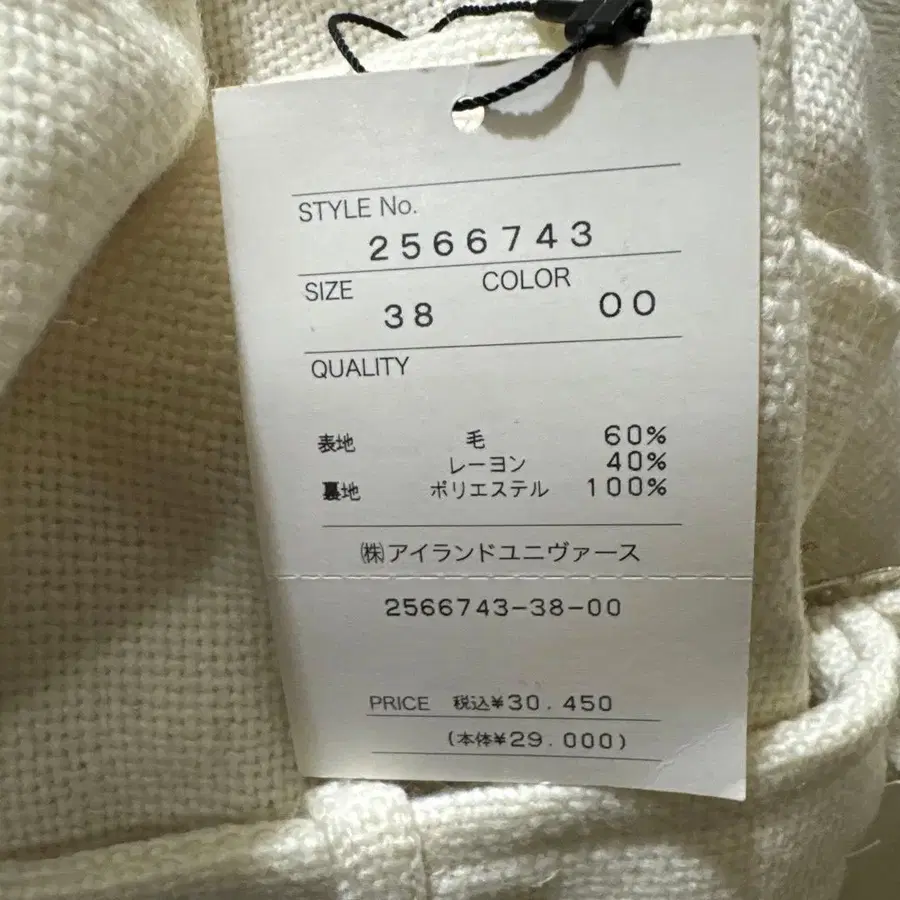 STYLE No.
2566743
SIZE COLOR
38 00
QUALITY
表地 毛 60%
レーヨン 40%
裏地 ポリエステル 100%
㈱アイランドユニヴァース
2566743-38-00
PRICE 税込¥30.450
(本体¥29.000)